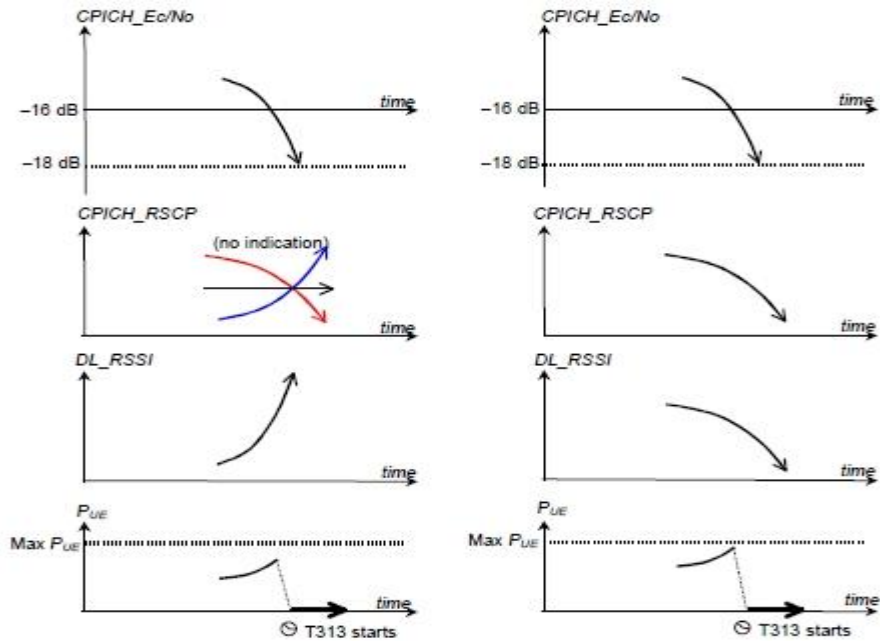 CPICH_Ec/No
–16 dB
time
–18 dB
CPICH_RSCP
(no indication)
time
DL_RSSI
time
PUE
Max PUE
time
T313 starts
CPICH_Ec/No
–16 dB
time
–18 dB
CPICH_RSCP
time
DL_RSSI
time
PUE
Max PUE
time
T313 starts